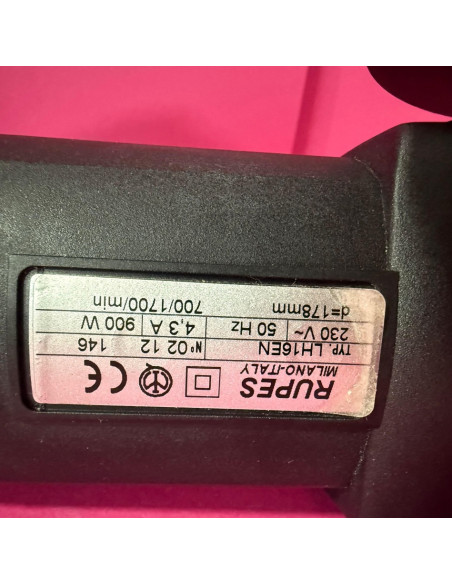 RUPES
MILANO-ITALY
TYP. LH16EN N° 02 12 146
230 V~ 50 Hz 4,3 A 900 W
d=178mm 700/1700/min
CE